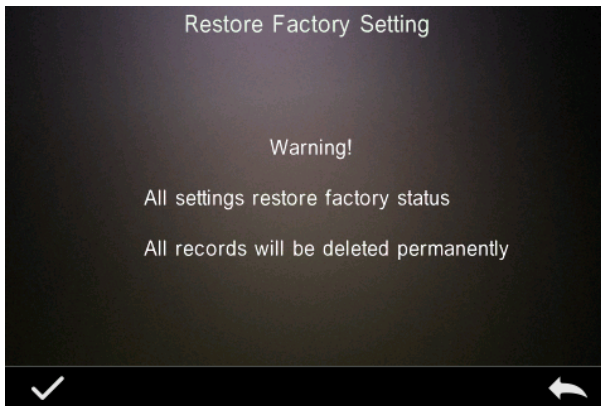 Restore Factory Setting
Warning!
All settings restore factory status
All records will be deleted permanently